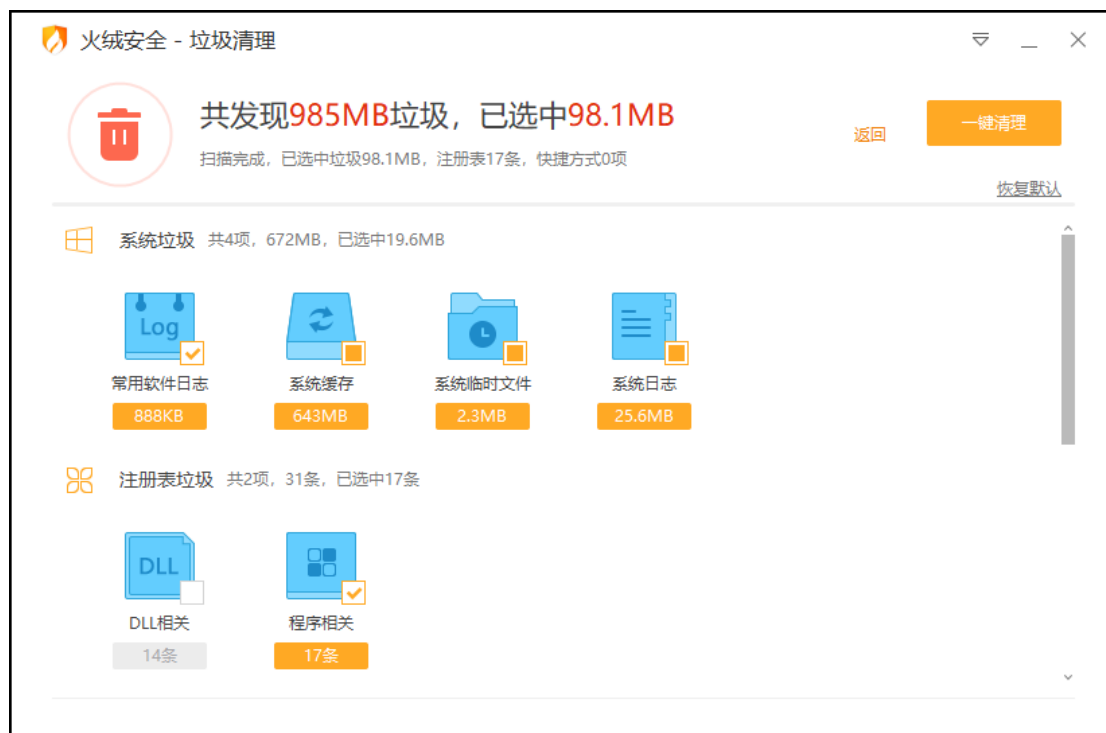 火绒安全 - 垃圾清理
共发现985MB垃圾，已选中98.1MB
扫描完成，已选中垃圾98.1MB，注册表17条，快捷方式0项
返回
一键清理
恢复默认
系统垃圾 共4项，672MB，已选中19.6MB
Log
常用软件日志 系统缓存 系统临时文件 系统日志
888KB 643MB 2.3MB 25.6MB
注册表垃圾 共2项，31条，已选中17条
DLL
DLL相关 程序相关
14条 17条